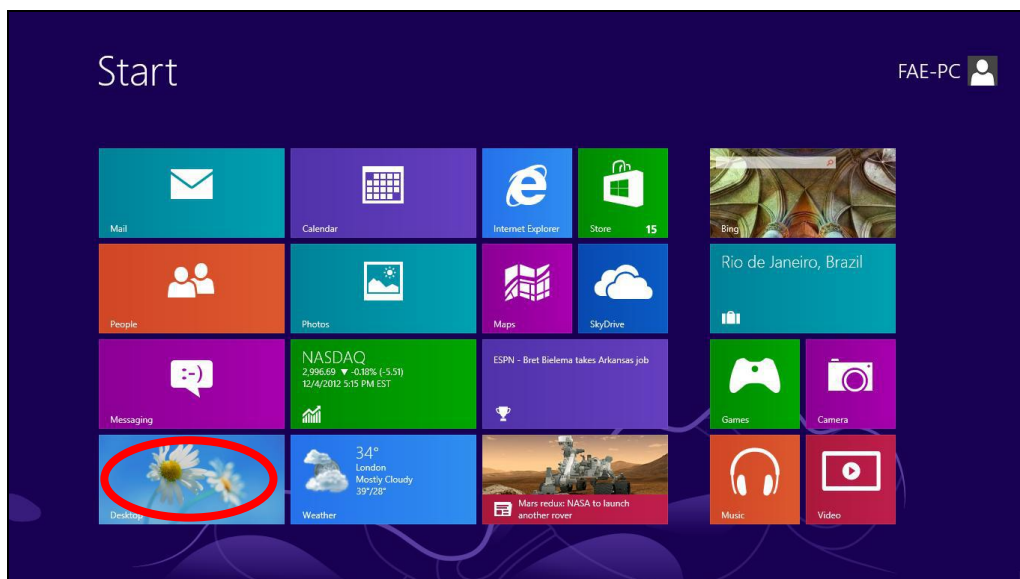 Start
FAE-PC
Mail
Calendar
Internet Explorer
Store 15
Bing
People
Photos
Maps
SkyDrive
Rio de Janeiro, Brazil
Messaging
:-)
NASDAQ
2,996.69 ▼ -0.18% (-5.51)
12/4/2012 5:15 PM EST
ESPN - Bret Bielema takes Arkansas job
Games
Camera
Desktop
34°
London
Mostly Cloudy
39°/28°
Weather
Mars redux: NASA to launch
another rover
Music
Video